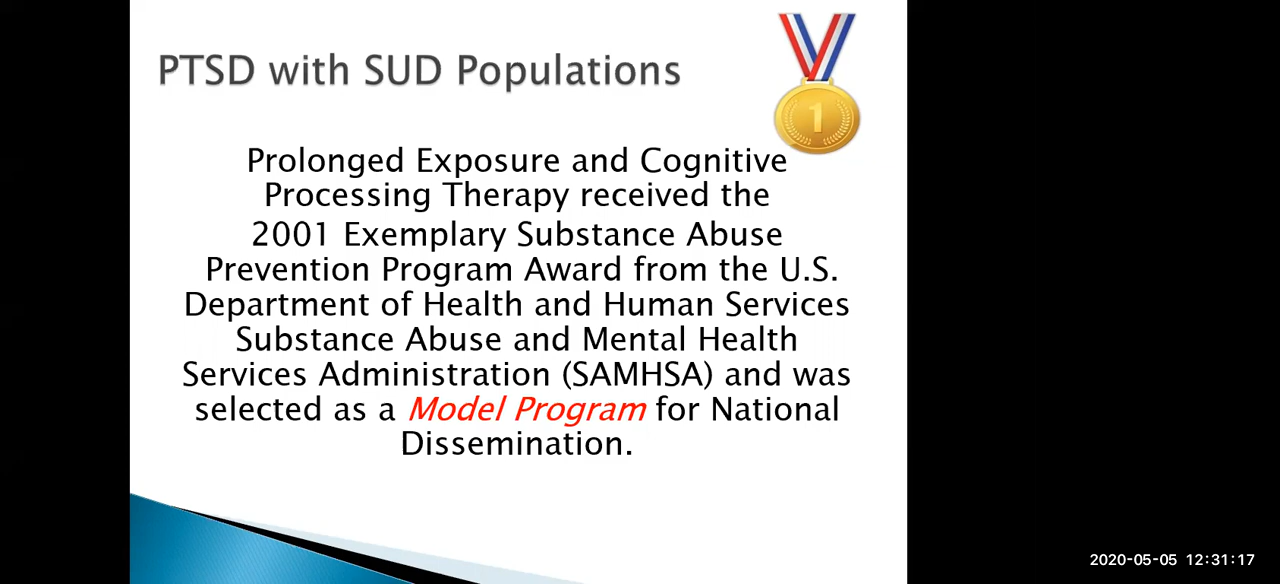 PTSD with SUD Populations
1
Prolonged Exposure and Cognitive
Processing Therapy received the
2001 Exemplary Substance Abuse
Prevention Program Award from the U.S.
Department of Health and Human Services
Substance Abuse and Mental Health
Services Administration (SAMHSA) and was
selected as a Model Program for National
Dissemination.
2020-05-05 12:31:17